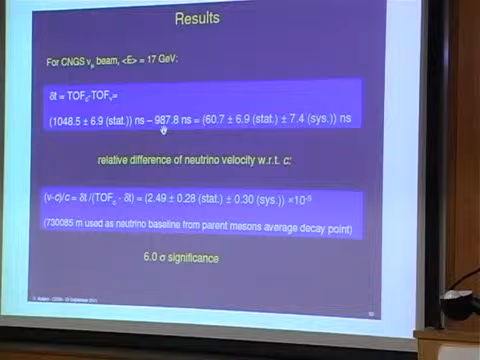 Results
For CNGS νμ beam, <E> = 17 GeV:
δt = TOFc-TOFν=
(1048.5 ± 6.9 (stat.)) ns – 987.8 ns = (60.7 ± 6.9 (stat.) ± 7.4 (sys.)) ns
relative difference of neutrino velocity w.r.t. c:
(v-c)/c = δt /(TOFc - δt) = (2.49 ± 0.28 (stat.) ± 0.30 (sys.)) ×10-5
(730085 m used as neutrino baseline from parent mesons average decay point)
6.0 σ significance